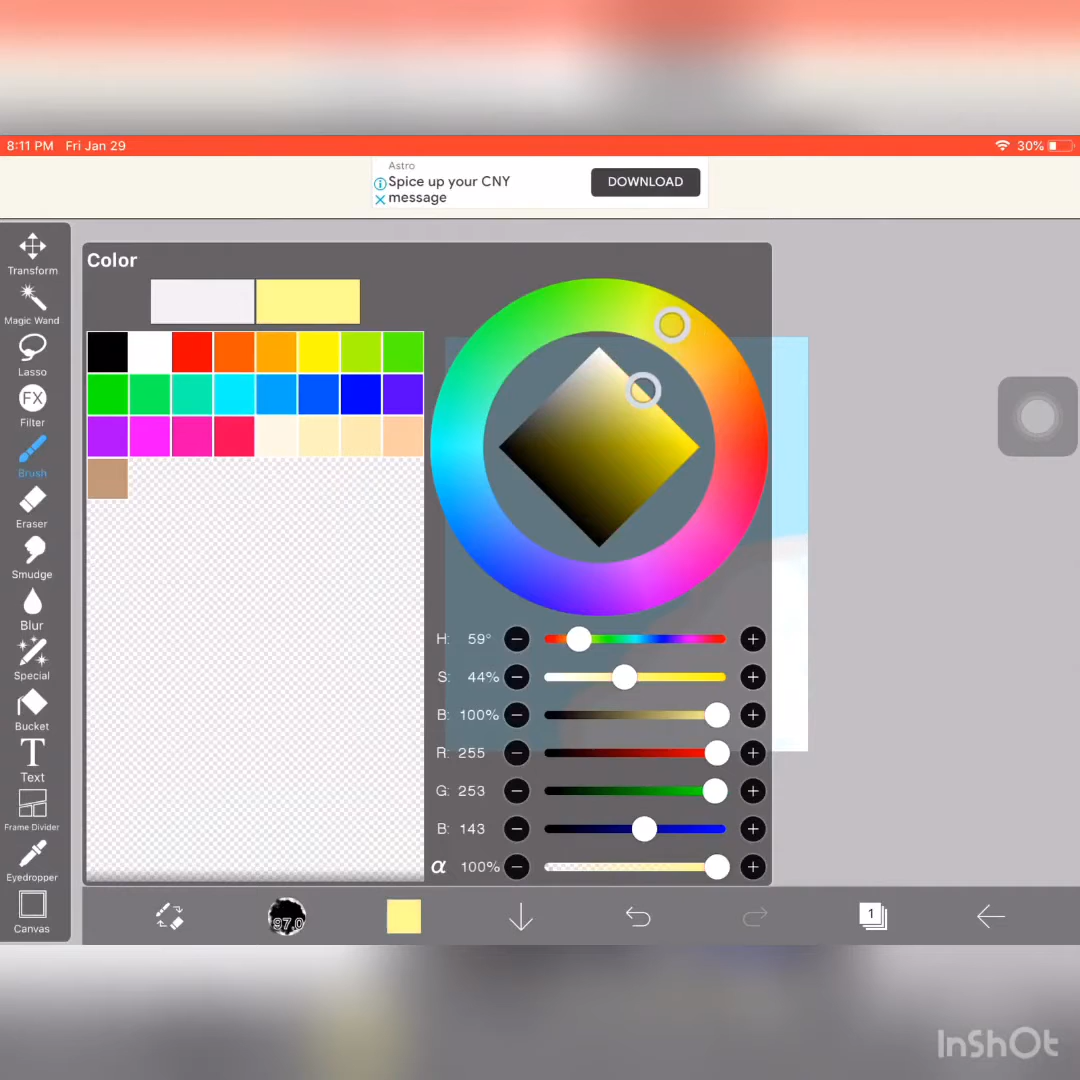 8:11 PM Fri Jan 29
30%
Astro
Spice up your CNY
message
DOWNLOAD
Transform
Magic Wand
Lasso
FX
Filter
Brush
Eraser
Smudge
Blur
Special
Bucket
T
Text
Frame Divider
Eyedropper
Canvas
Color
H: 59°
S: 44%
B: 100%
R: 255
G: 253
B: 143
α 100%
97.0
1
InShOt